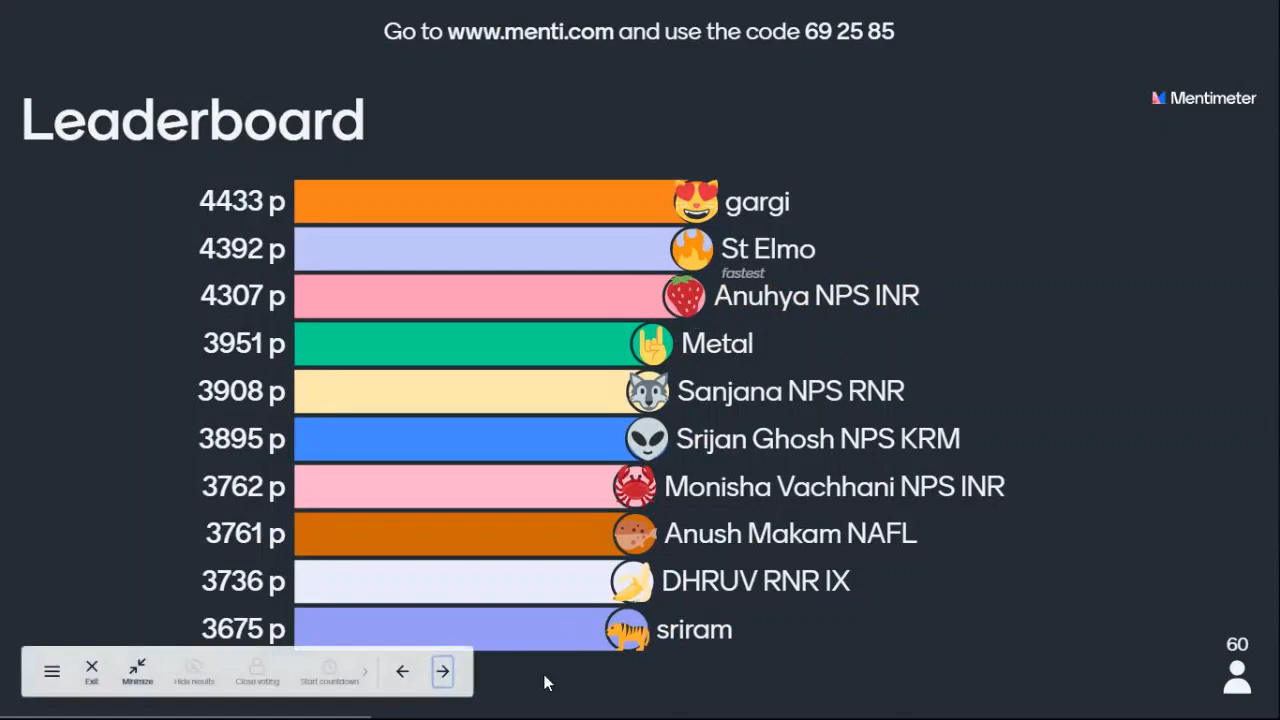 Go to www.menti.com and use the code 69 25 85
Mentimeter
Leaderboard
4433 p gargi
4392 p St Elmo
fastest
4307 p Anuhya NPS INR
3951 p Metal
3908 p Sanjana NPS RNR
3895 p Srijan Ghosh NPS KRM
3762 p Monisha Vachhani NPS INR
3761 p Anush Makam NAFL
3736 p DHRUV RNR IX
3675 p sriram
60
Exit Minimize Hide results Close voting Start countdown